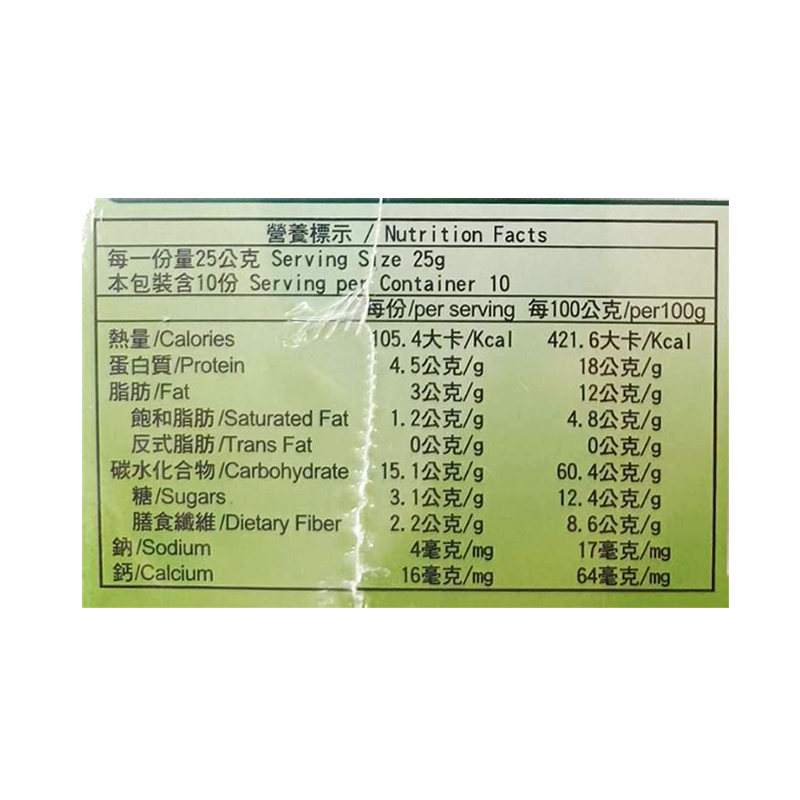 營養標示 / Nutrition Facts
每一份量25公克 Serving Size 25g
本包裝含10份 Serving per Container 10
每份/per serving 每100公克/per100g
熱量/Calories 105.4大卡/Kcal 421.6大卡/Kcal
蛋白質/Protein 4.5公克/g 18公克/g
脂肪/Fat 3公克/g 12公克/g
飽和脂肪/Saturated Fat 1.2公克/g 4.8公克/g
反式脂肪/Trans Fat 0公克/g 0公克/g
碳水化合物/Carbohydrate 15.1公克/g 60.4公克/g
糖/Sugars 3.1公克/g 12.4公克/g
膳食纖維/Dietary Fiber 2.2公克/g 8.6公克/g
鈉/Sodium 4毫克/mg 17毫克/mg
鈣/Calcium 16毫克/mg 64毫克/mg